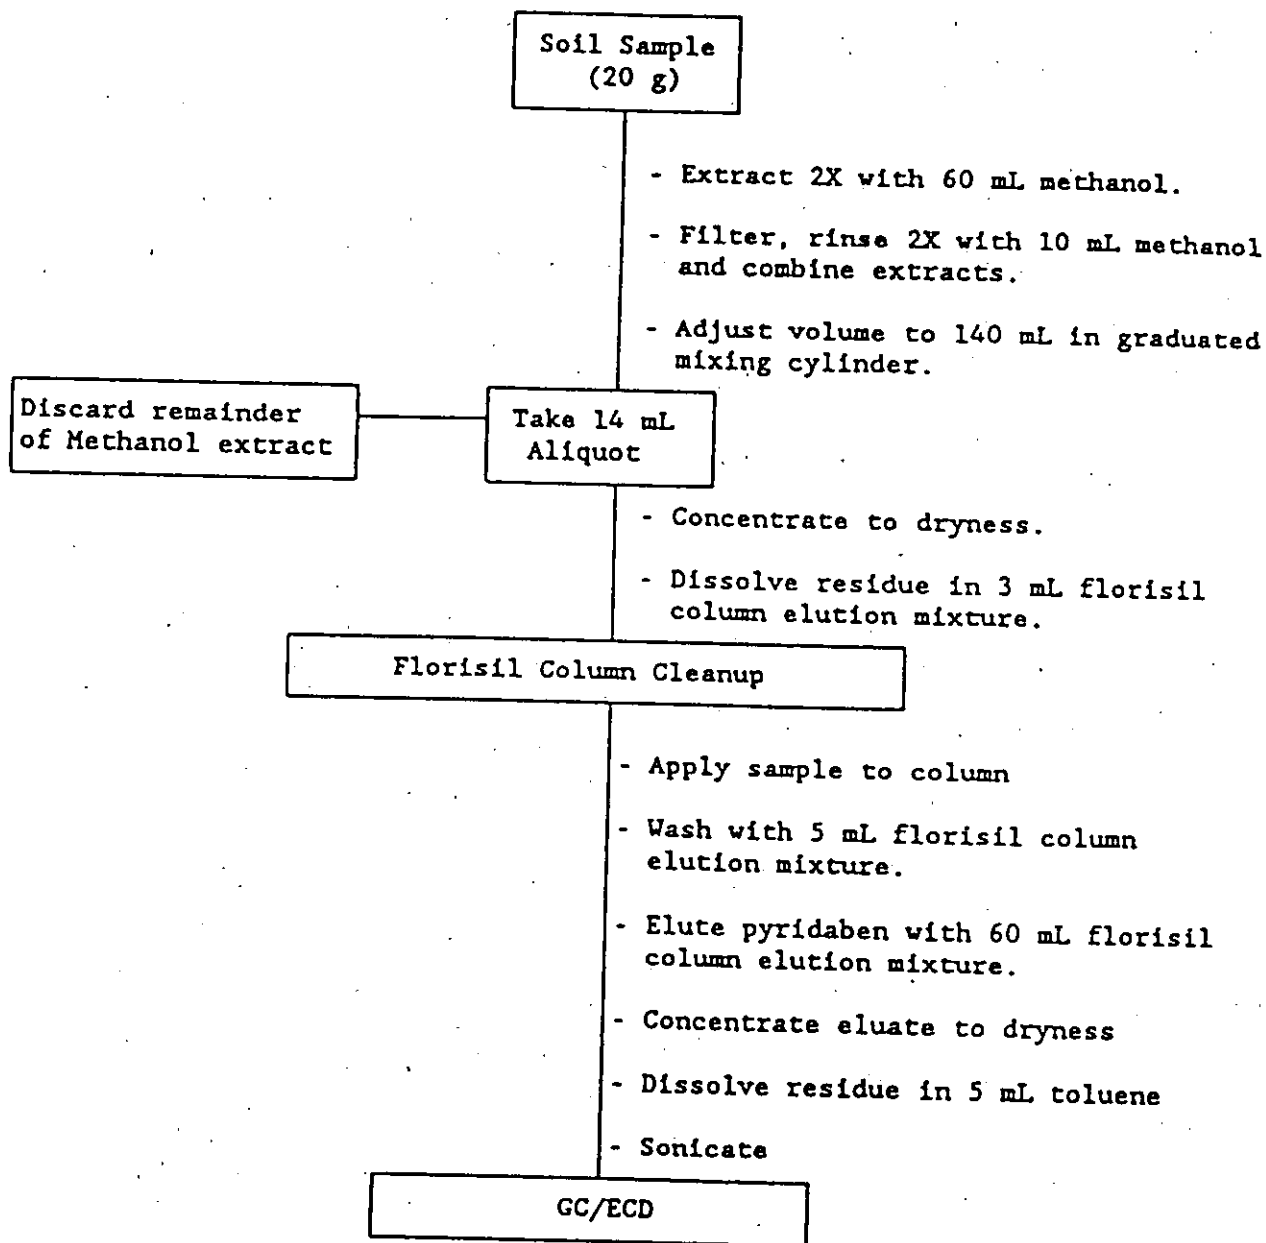 Soil Sample
(20 g)
- Extract 2X with 60 mL methanol.
- Filter, rinse 2X with 10 mL methanol
and combine extracts.
- Adjust volume to 140 mL in graduated
mixing cylinder.
Discard remainder
of Methanol extract
Take 14 mL
Aliquot
- Concentrate to dryness.
- Dissolve residue in 3 mL florisil
column elution mixture.
Florisil Column Cleanup
- Apply sample to column
- Wash with 5 mL florisil column
elution mixture.
- Elute pyridaben with 60 mL florisil
column elution mixture.
- Concentrate eluate to dryness
- Dissolve residue in 5 mL toluene
- Sonicate
GC/ECD